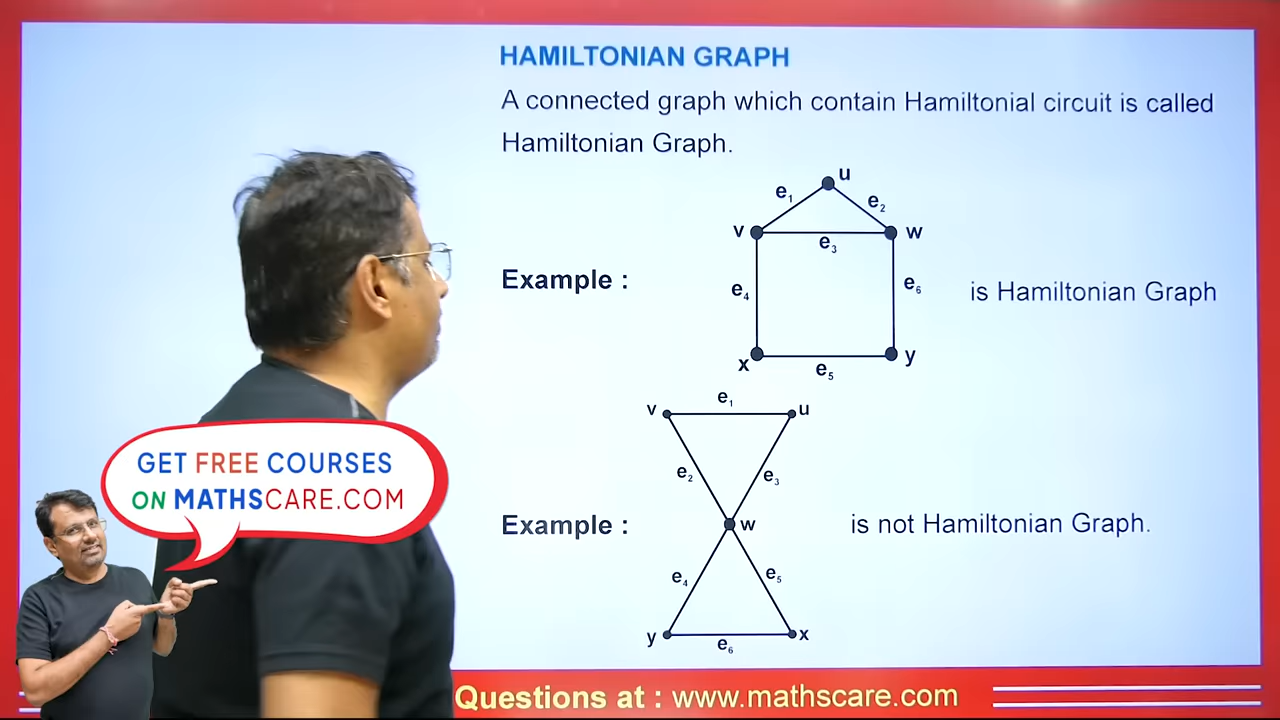 HAMILTONIAN GRAPH
A connected graph which contain Hamiltonial circuit is called
Hamiltonian Graph.
u
e₁
e₂
v
w
e₃
Example :
e₄
e₆
is Hamiltonian Graph
x
y
e₅
e₁
v
u
e₂
e₃
Example :
w
is not Hamiltonian Graph.
e₄
e₅
y
x
e₆
GET FREE COURSES
ON MATHSCARE.COM
Questions at : www.mathscare.com